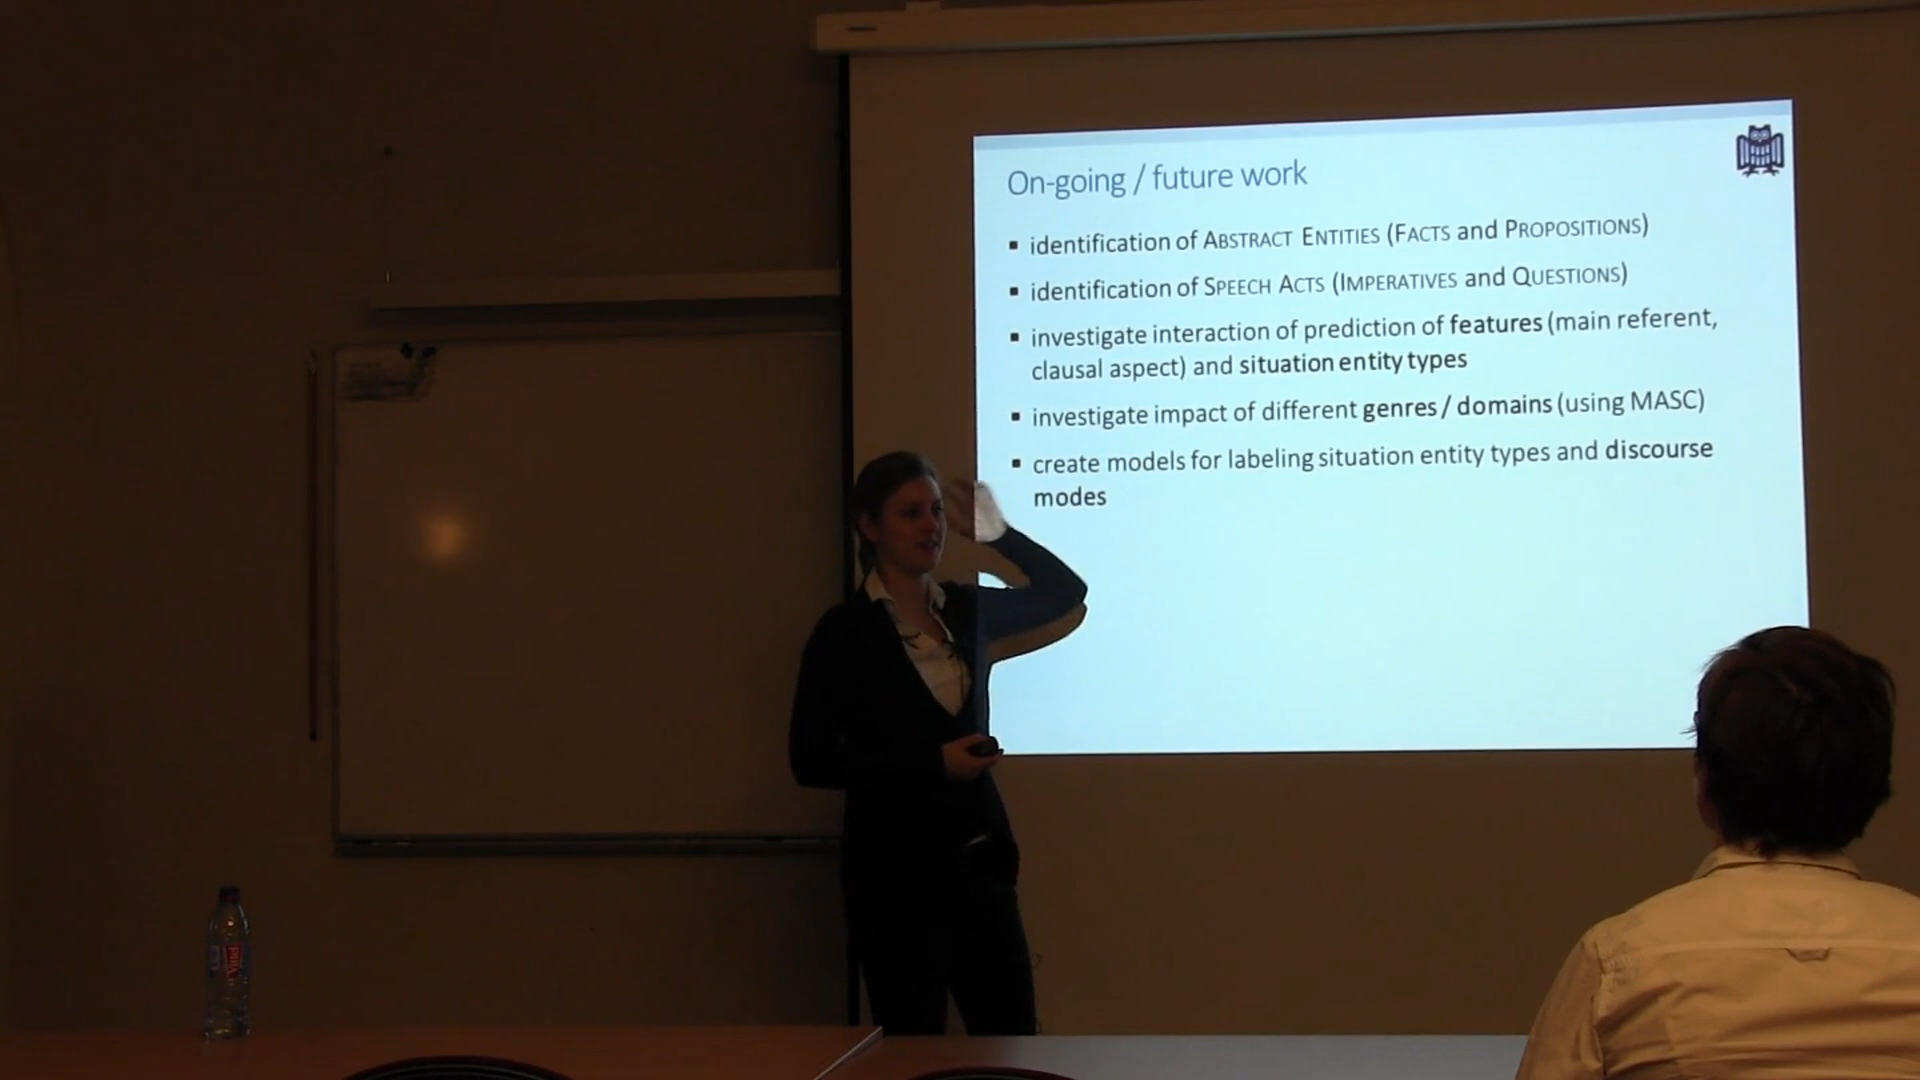 On-going / future work
▪ identification of ABSTRACT ENTITIES (FACTS and PROPOSITIONS)
▪ identification of SPEECH ACTS (IMPERATIVES and QUESTIONS)
▪ investigate interaction of prediction of features (main referent,
clausal aspect) and situation entity types
▪ investigate impact of different genres / domains (using MASC)
▪ create models for labeling situation entity types and discourse
modes
Vittel